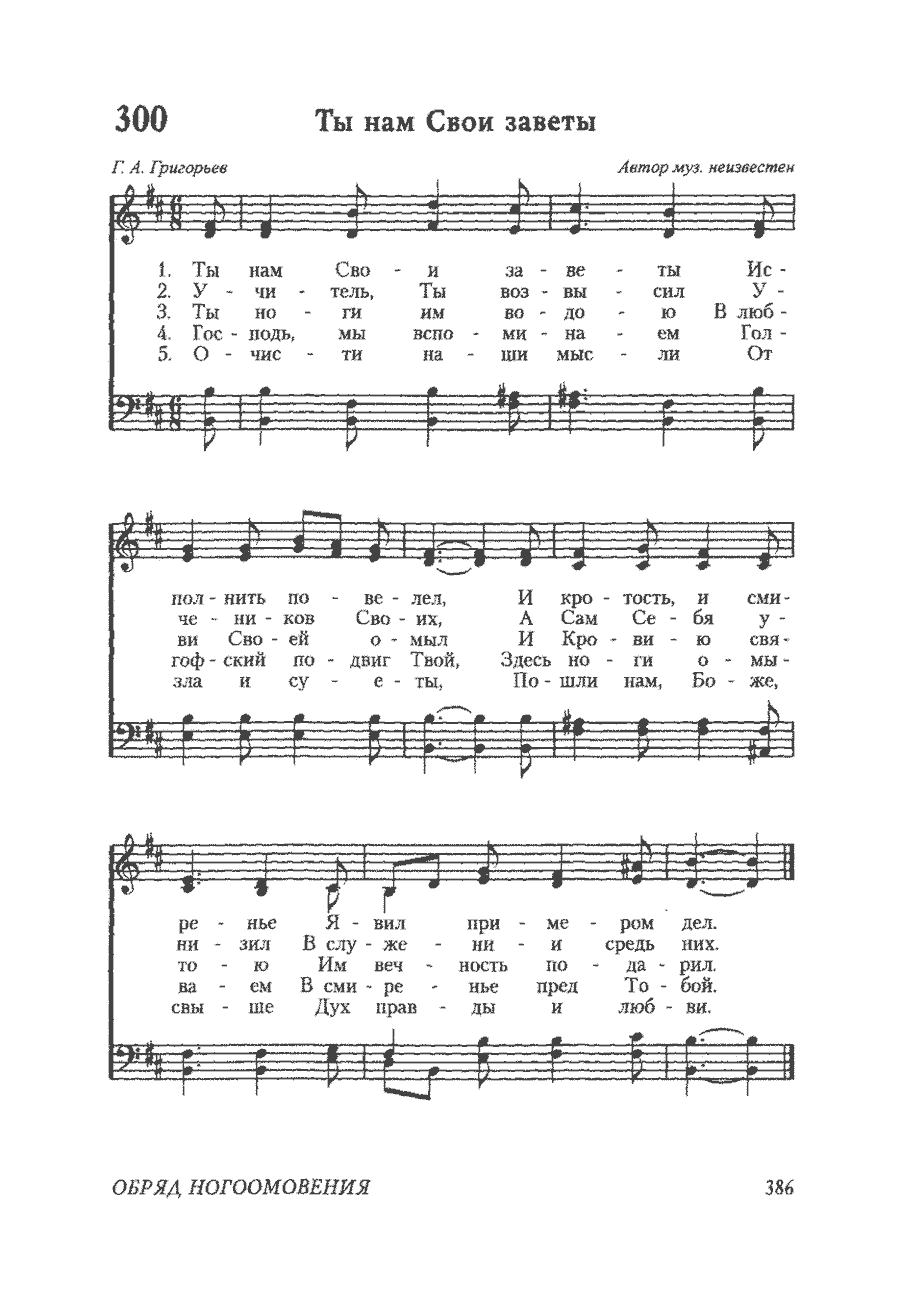 300 Ты нам Свои заветы
Г. А. Григорьев Автор муз. неизвестен
1. Ты нам Сво - и за - ве - ты Ис -
2. У - чи - тель, Ты воз - вы - сил У -
3. Ты но - ги им во - до - ю В люб -
4. Гос - подь, мы вспо - ми - на - ем Гол -
5. О - чис - ти на - ши мыс - ли От
пол - нить по - ве - лел, И кро - тость, и сми -
че - ни - ков Сво - их, А Сам Се - бя у -
ви Сво - ей о - мыл И Кро - ви - ю свя -
гоф - ский по - двиг Твой, Здесь но - ги о - мы -
зла и су - е - ты, По - шли нам, Бо - же,
ре - нье Я - вил при - ме - ром дел.
ни - зил В слу - же - ни - и средь них.
то - ю Им веч - ность по - да - рил.
ва - ем В сми - ре - нье пред То - бой.
свы - ше Дух прав - ды и люб - ви.
ОБРЯД НОГООМОВЕНИЯ 386